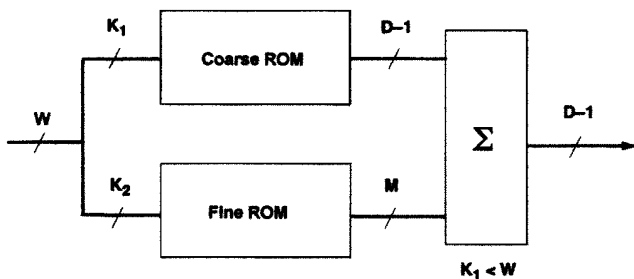 K₁
Coarse ROM
D–1
W
Σ
D–1
K₂
Fine ROM
M
K₁ < W